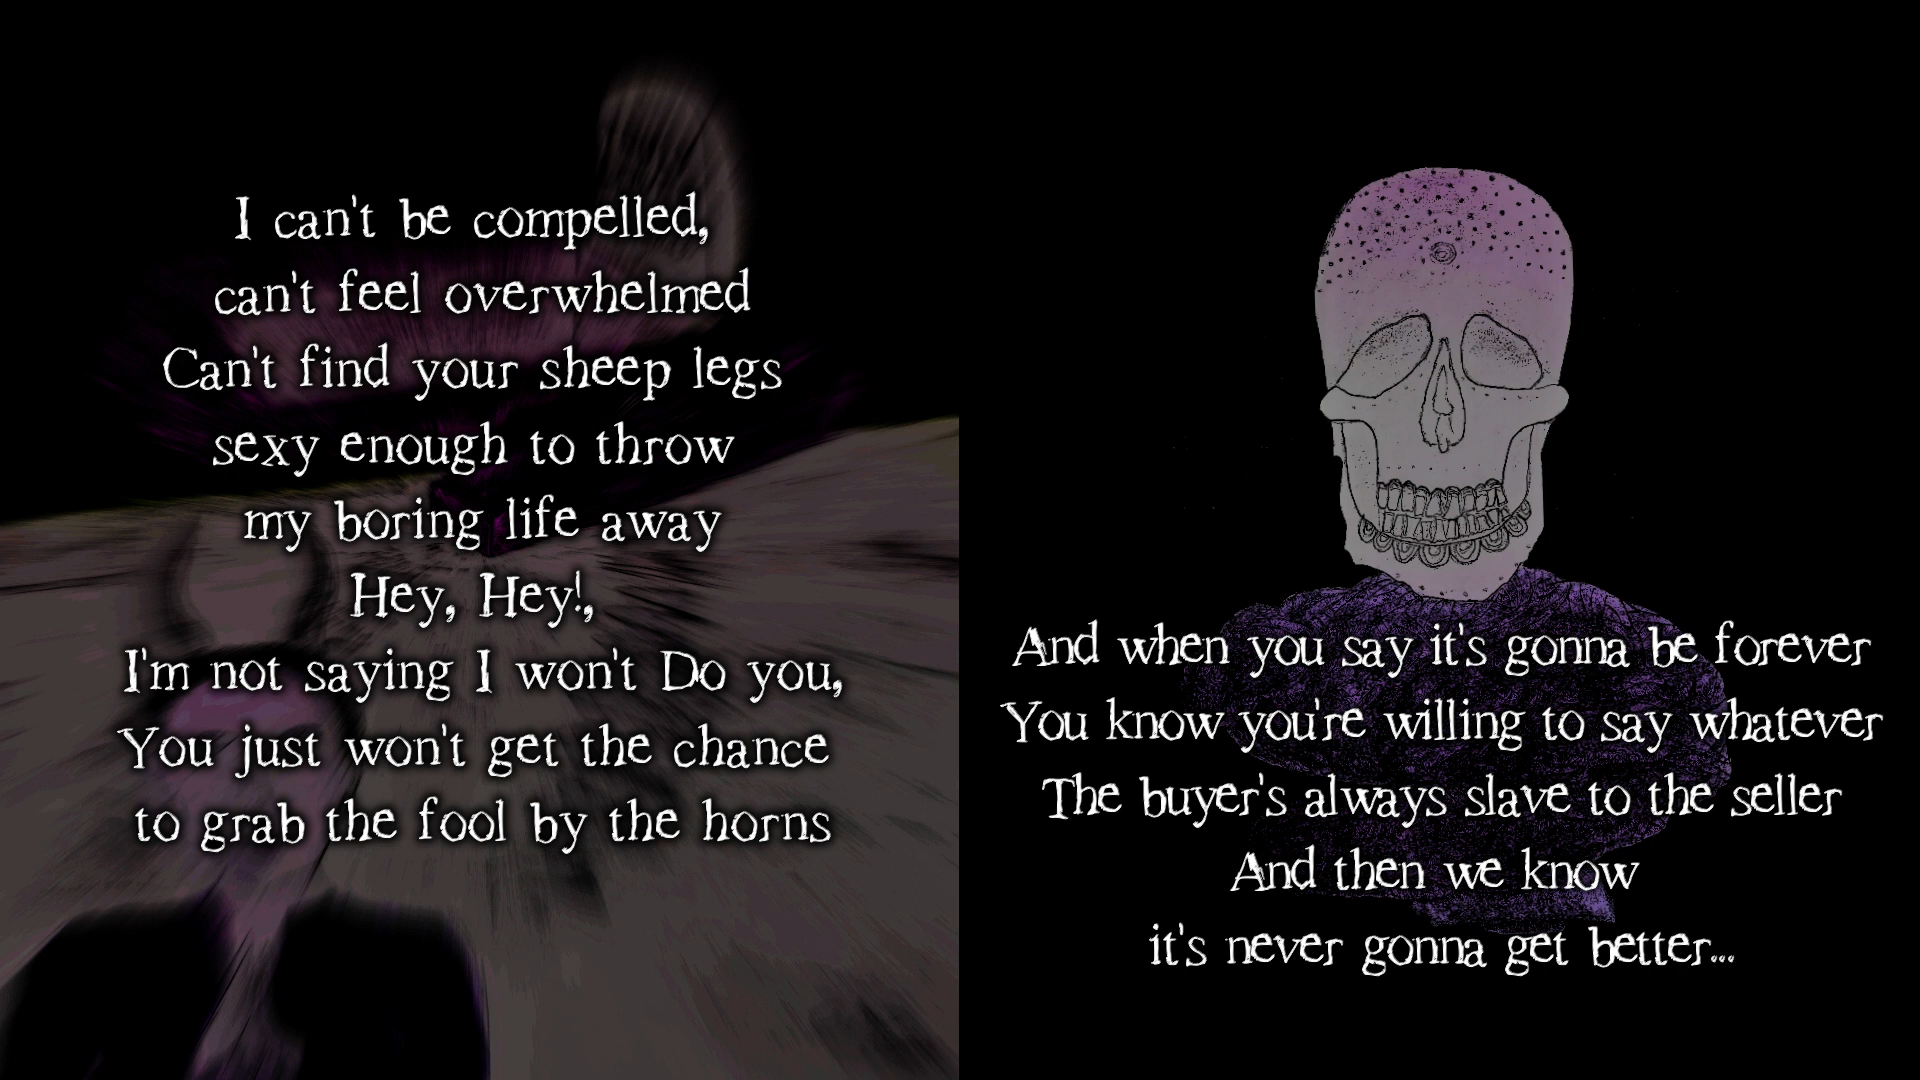 I can't be compelled,
can't feel overwhelmed
Can't find your sheep legs
sexy enough to throw
my boring life away
Hey, Hey!,
I'm not saying I won't Do you,
You just won't get the chance
to grab the fool by the horns
And when you say it's gonna be forever
You know you're willing to say whatever
The buyer's always slave to the seller
And then we know
it's never gonna get better...